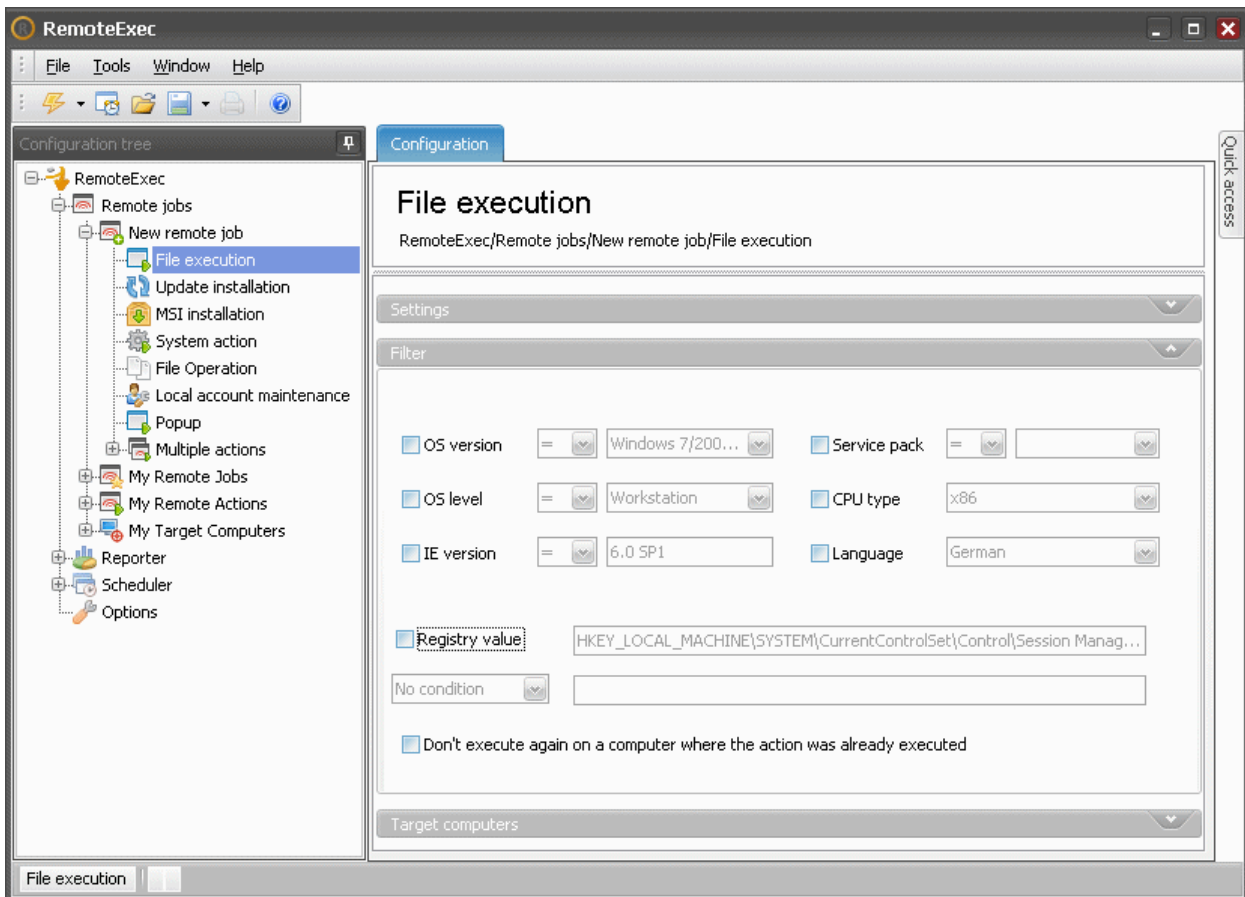 RemoteExec
File Tools Window Help
Configuration tree
RemoteExec
Remote jobs
New remote job
File execution
Update installation
MSI installation
System action
File Operation
Local account maintenance
Popup
Multiple actions
My Remote Jobs
My Remote Actions
My Target Computers
Reporter
Scheduler
Options
Configuration
File execution
RemoteExec/Remote jobs/New remote job/File execution
Settings
Filter
OS version = Windows 7/200... Service pack =
OS level = Workstation CPU type x86
IE version = 6.0 SP1 Language German
Registry value HKEY_LOCAL_MACHINE\SYSTEM\CurrentControlSet\Control\Session Manag...
No condition
Don't execute again on a computer where the action was already executed
Target computers
Quick access
File execution